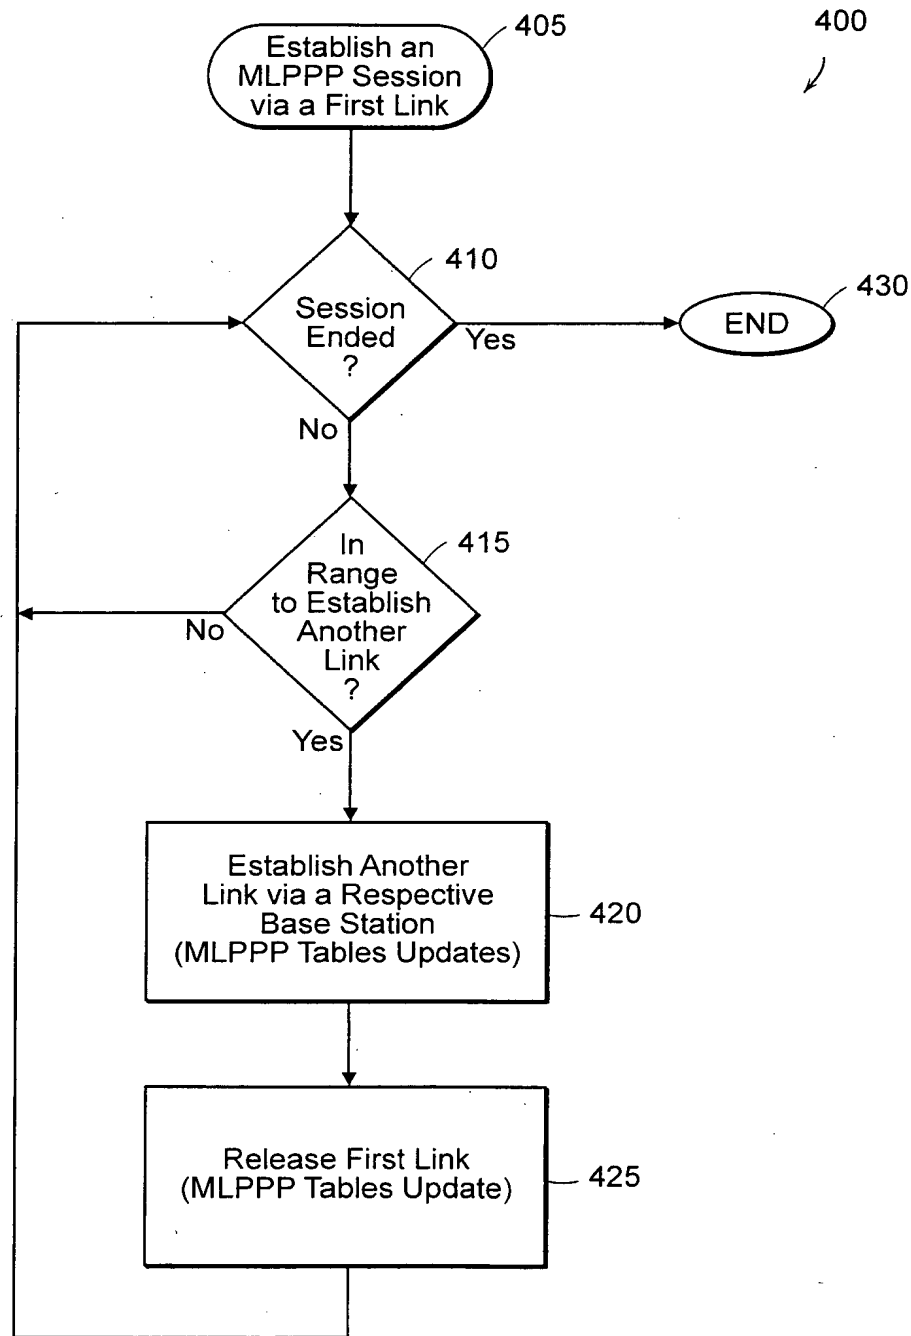 400
405
Establish an
MLPPP Session
via a First Link
410
Session
Ended
?
Yes
430
END
No
415
In
Range
to Establish
Another
Link
?
No
Yes
Establish Another
Link via a Respective
Base Station
(MLPPP Tables Updates)
420
Release First Link
(MLPPP Tables Update)
425